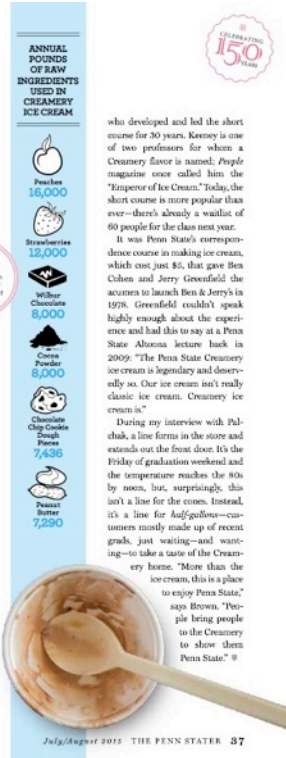 CELEBRATING
150
YEARS
ANNUAL
POUNDS
OF RAW
INGREDIENTS
USED IN
CREAMERY
ICE CREAM
Peaches
16,000
Strawberries
12,000
Wilbur
Chocolate
8,000
Cocoa
Powder
8,000
Chocolate
Chip Cookie
Dough
Pieces
7,436
Peanut
Butter
7,290
who developed and led the short
course for 30 years. Keeney is one
of two professors for whom a
Creamery flavor is named; People
magazine once called him the
"Emperor of Ice Cream." Today, the
short course is more popular than
ever—there's already a waitlist of
60 people for the class next year.
It was Penn State's correspon-
dence course in making ice cream,
which cost just $5, that gave Ben
Cohen and Jerry Greenfield the
acumen to launch Ben & Jerry's in
1978. Greenfield couldn't speak
highly enough about the experi-
ence and had this to say at a Penn
State Altoona lecture back in
2009: "The Penn State Creamery
ice cream is legendary and deserv-
edly so. Our ice cream isn't really
classic ice cream. Creamery ice
cream is."
During my interview with Pal-
chak, a line forms in the store and
extends out the front door. It's the
Friday of graduation weekend and
the temperature reaches the 80s
by noon, but, surprisingly, this
isn't a line for the cones. Instead,
it's a line for half-gallons—cus-
tomers mostly made up of recent
grads, just waiting—and want-
ing—to take a taste of the Cream-
ery home. "More than the
ice cream, this is a place
to enjoy Penn State,"
says Brown. "Peo-
ple bring people
to the Creamery
to show them
Penn State."
July/August 2015 THE PENN STATER 37